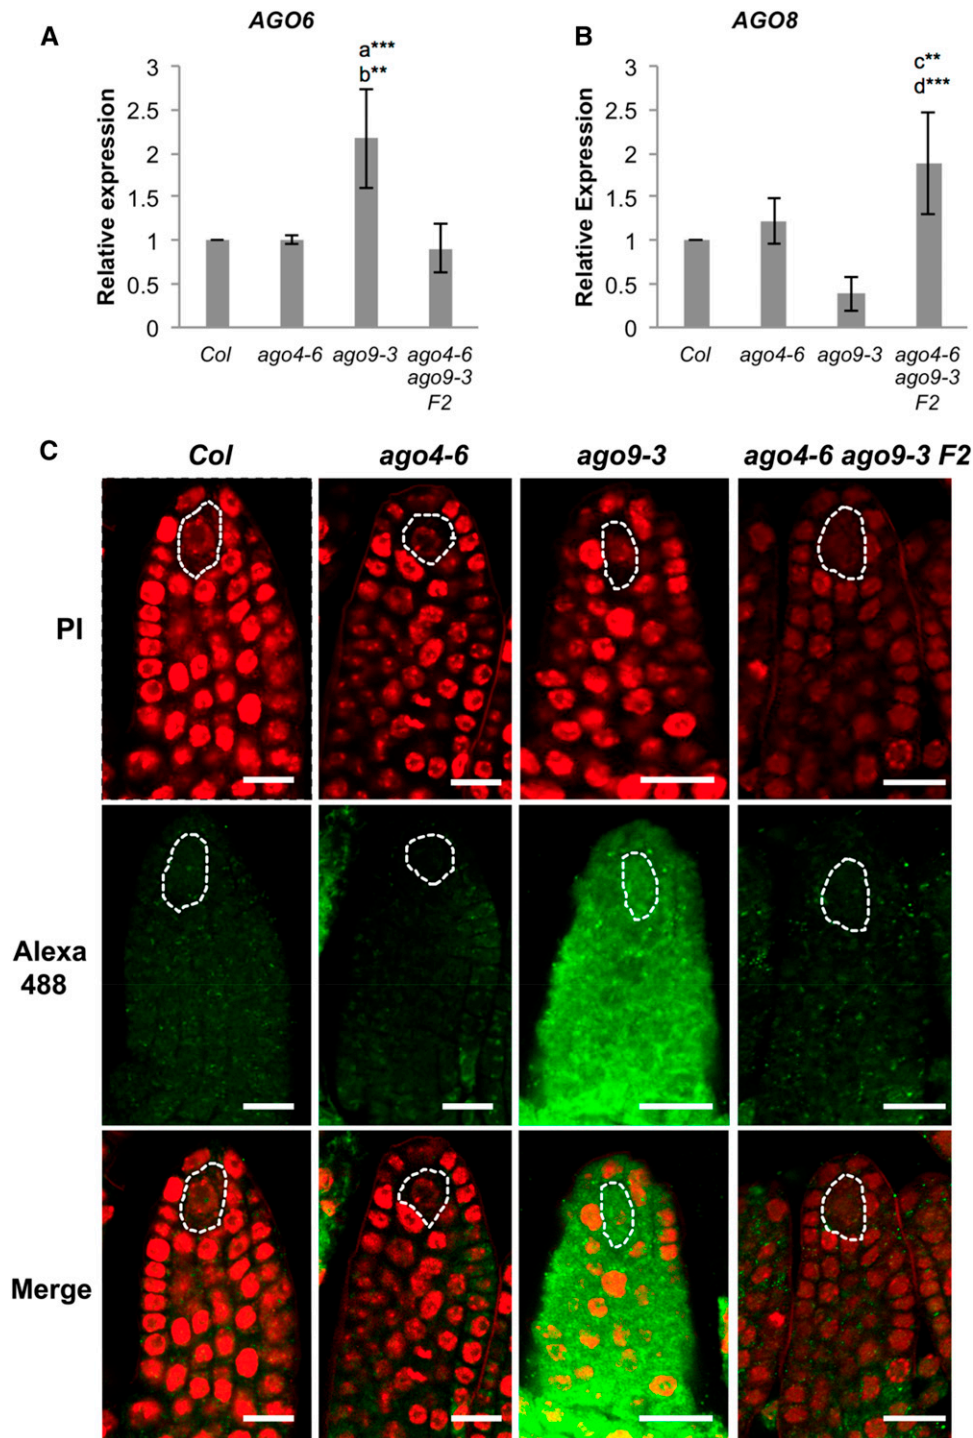 A
AGO6
Relative expression
3
2.5
2
1.5
1
0.5
0
a***
b**
Col
ago4-6
ago9-3
ago4-6
ago9-3
F2
B
AGO8
Relative Expression
3
2.5
2
1.5
1
0.5
0
c**
d***
Col
ago4-6
ago9-3
ago4-6
ago9-3
F2
C
Col
ago4-6
ago9-3
ago4-6 ago9-3 F2
PI
Alexa
488
Merge